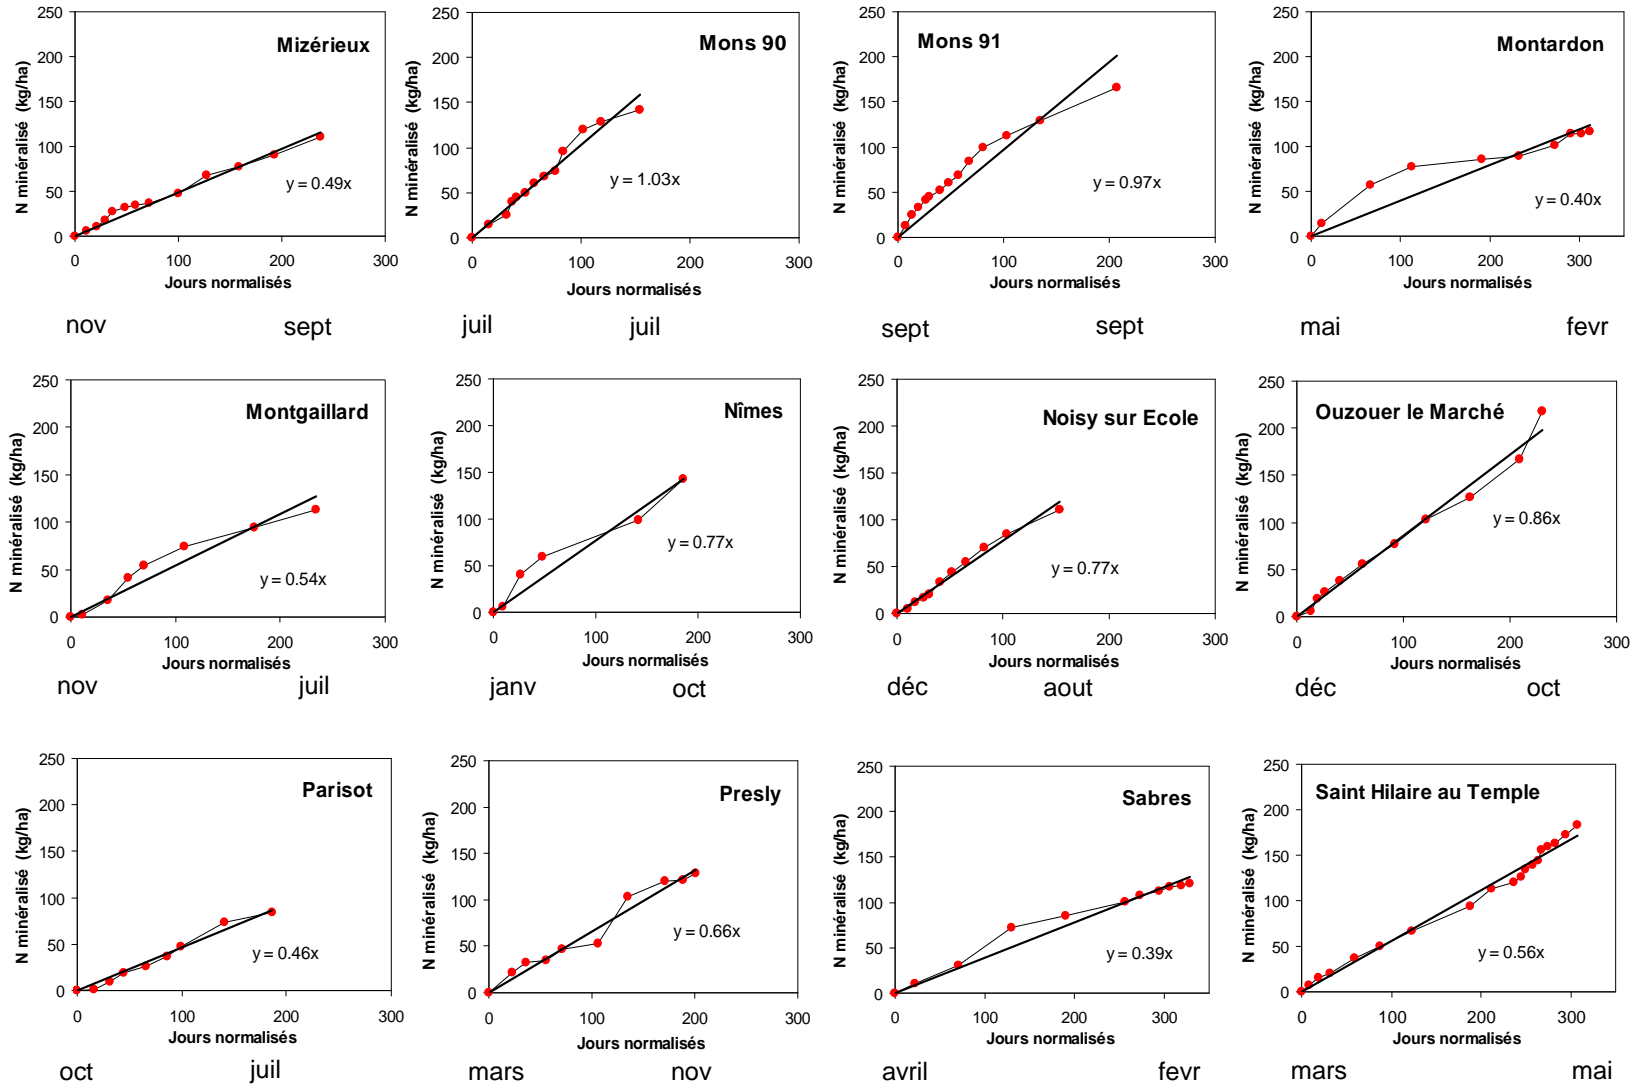 Mizérieux
N minéralisé (kg/ha)
250
200
150
100
50
0
y = 0.49x
0 100 200 300
Jours normalisés
nov sept
Mons 90
N minéralisé (kg/ha)
250
200
150
100
50
0
y = 1.03x
0 100 200 300
Jours normalisés
juil juil
Mons 91
N minéralisé (kg/ha)
250
200
150
100
50
0
y = 0.97x
0 100 200 300
Jours normalisés
sept sept
Montardon
N minéralisé (kg/ha)
250
200
150
100
50
0
y = 0.40x
0 100 200 300
Jours normalisés
mai fevr
Montgaillard
N minéralisé (kg/ha)
250
200
150
100
50
0
y = 0.54x
0 100 200 300
Jours normalisés
nov juil
Nîmes
N minéralisé (kg/ha)
250
200
150
100
50
0
y = 0.77x
0 100 200 300
Jours normalisés
janv oct
Noisy sur Ecole
N minéralisé (kg/ha)
250
200
150
100
50
0
y = 0.77x
0 100 200 300
Jours normalisés
déc aout
Ouzouer le Marché
N minéralisé (kg/ha)
250
200
150
100
50
0
y = 0.86x
0 100 200 300
Jours normalisés
déc oct
Parisot
N minéralisé (kg/ha)
250
200
150
100
50
0
y = 0.46x
0 100 200 300
Jours normalisés
oct juil
Presly
N minéralisé (kg/ha)
250
200
150
100
50
0
y = 0.66x
0 100 200 300
Jours normalisés
mars nov
Sabres
N minéralisé (kg/ha)
250
200
150
100
50
0
y = 0.39x
0 100 200 300
Jours normalisés
avril fevr
Saint Hilaire au Temple
N minéralisé (kg/ha)
250
200
150
100
50
0
y = 0.56x
0 100 200 300
Jours normalisés
mars mai